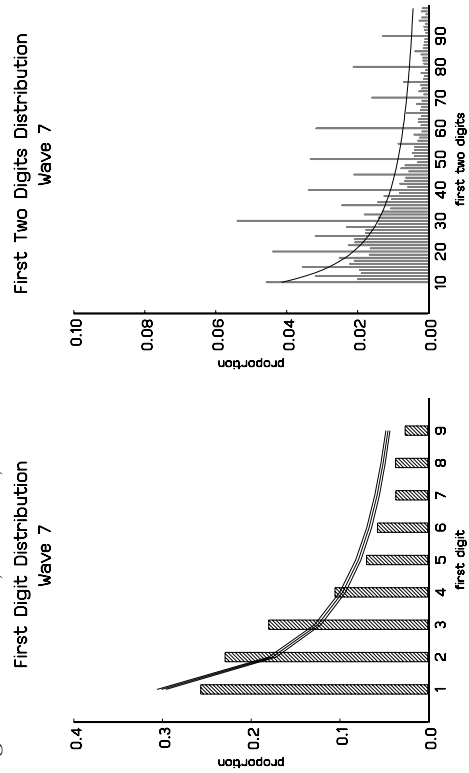 First Digit Distribution
Wave 7
0.4
0.3
0.2
0.1
0.0
proportion
1 2 3 4 5 6 7 8 9
first digit
First Two Digits Distribution
Wave 7
0.10
0.08
0.06
0.04
0.02
0.00
proportion
10 20 30 40 50 60 70 80 90
first two digits